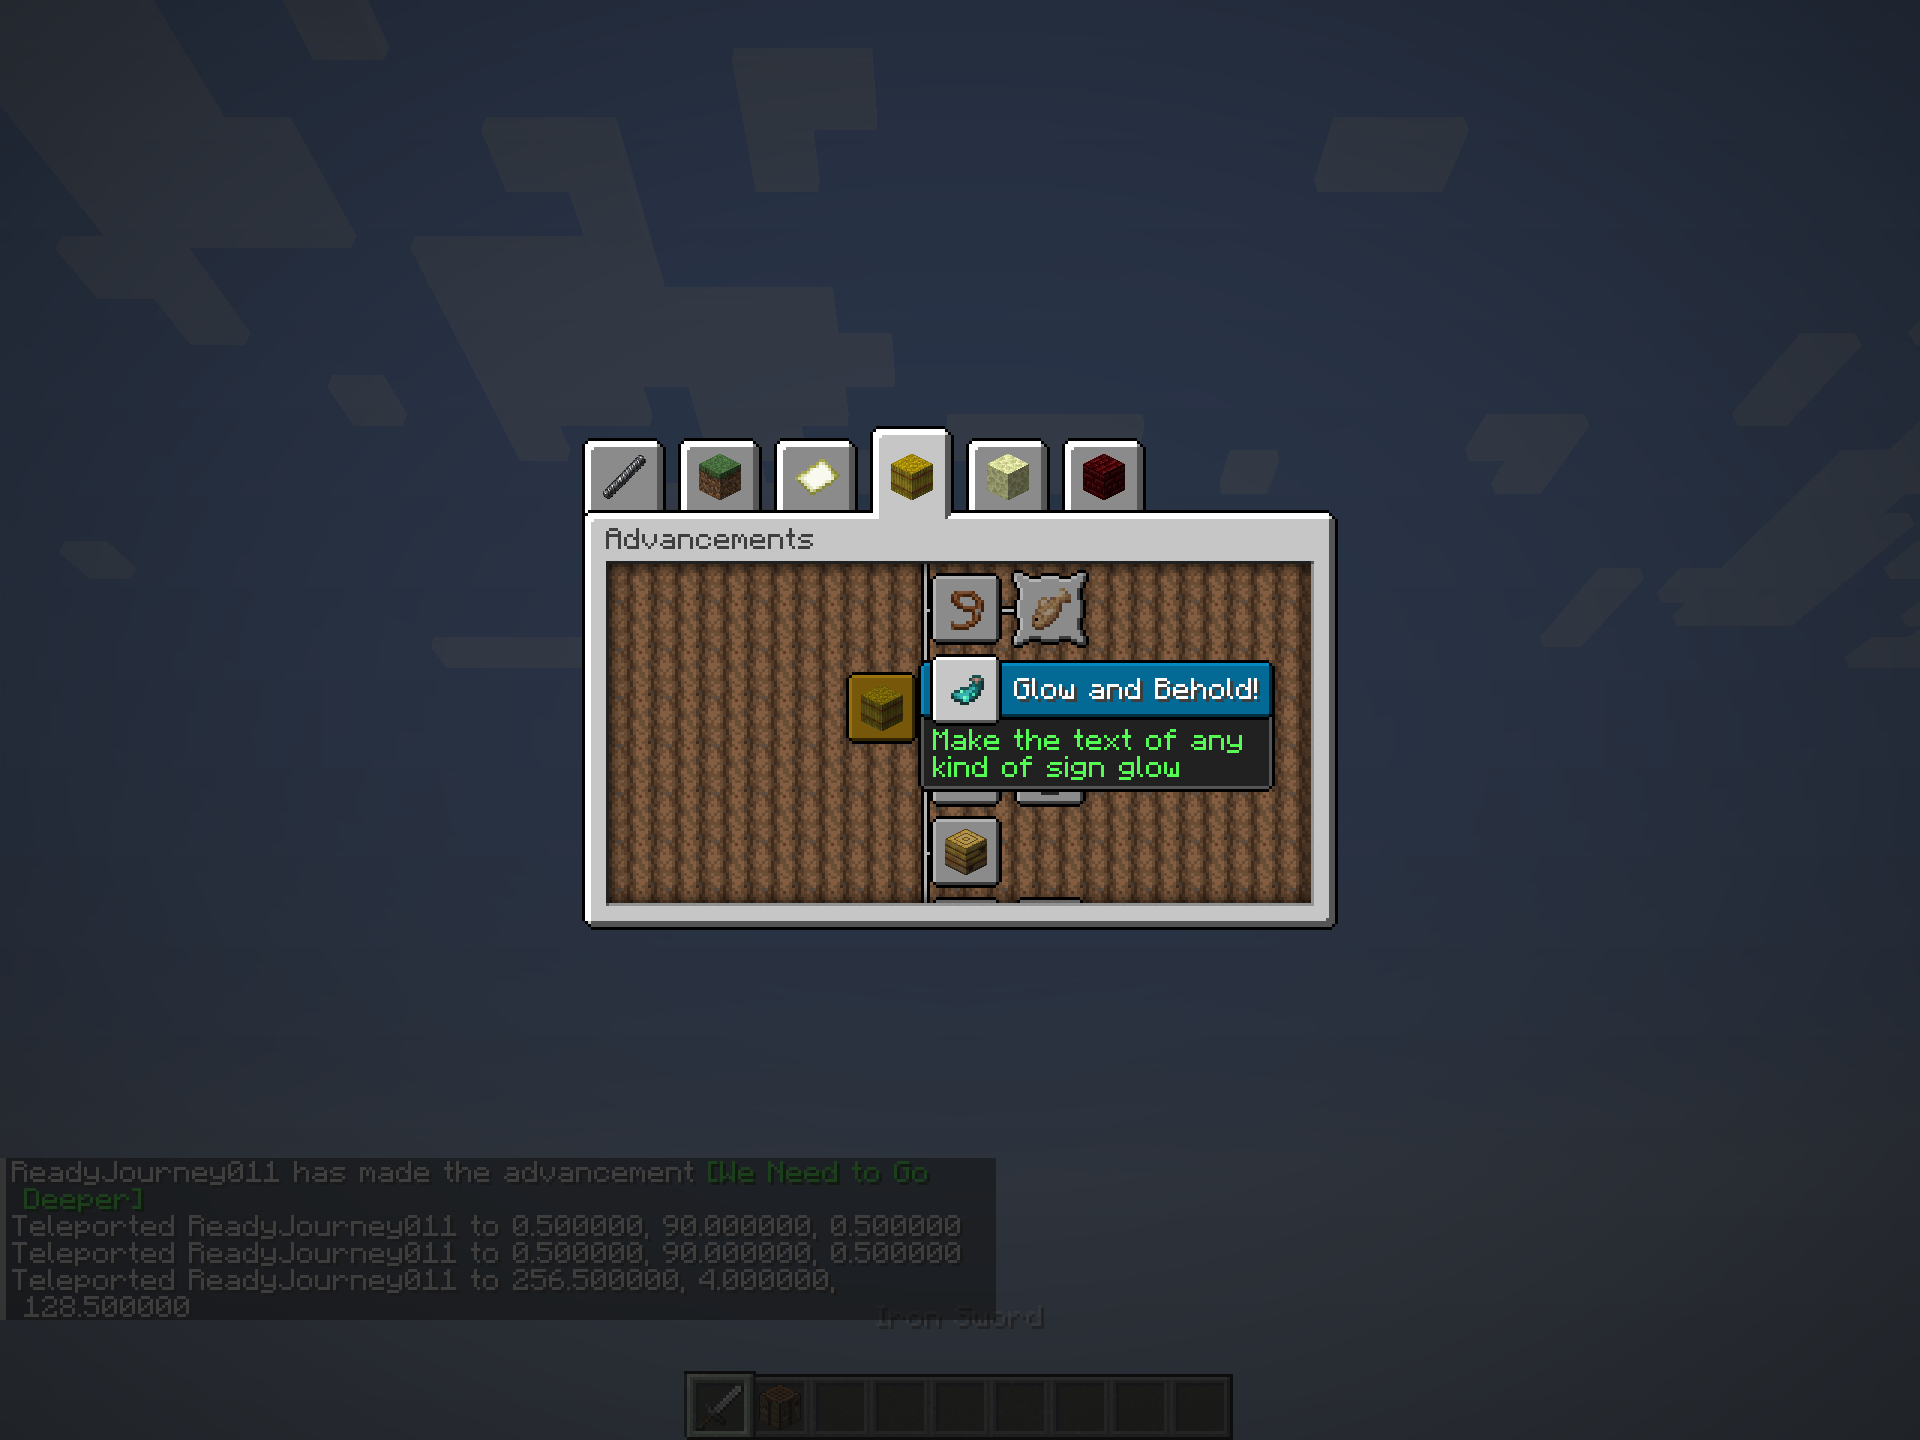 Advancements
Glow and Behold!
Make the text of any
kind of sign glow
ReadyJourney011 has made the advancement [We Need to Go
Deeper]
Teleported ReadyJourney011 to 0.500000, 90.000000, 0.500000
Teleported ReadyJourney011 to 0.500000, 90.000000, 0.500000
Teleported ReadyJourney011 to 256.500000, 4.000000,
128.500000
Iron Sword